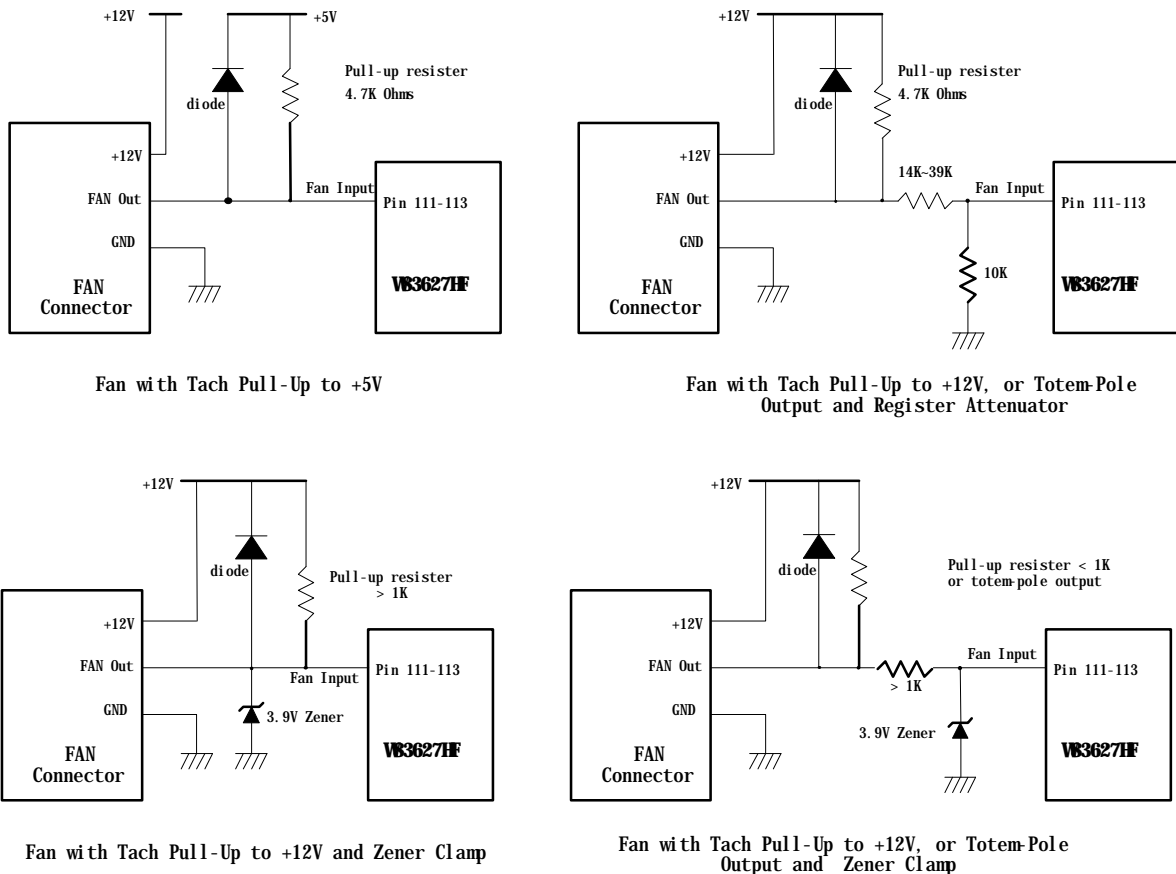 +12V
+5V
Pull-up resister
4.7K Ohms
diode
+12V
FAN Out
GND
FAN
Connector
Fan Input
Pin 111-113
W83627HF
Fan with Tach Pull-Up to +5V
+12V
Pull-up resister
4.7K Ohms
diode
+12V
FAN Out
GND
FAN
Connector
14K~39K
Fan Input
Pin 111-113
10K
W83627HF
Fan with Tach Pull-Up to +12V, or Totem-Pole
Output and Register Attenuator
+12V
diode
Pull-up resister
> 1K
+12V
FAN Out
GND
FAN
Connector
Fan Input
Pin 111-113
3.9V Zener
W83627HF
Fan with Tach Pull-Up to +12V and Zener Clamp
+12V
diode
Pull-up resister < 1K
or totem-pole output
+12V
FAN Out
GND
FAN
Connector
> 1K
Fan Input
Pin 111-113
3.9V Zener
W83627HF
Fan with Tach Pull-Up to +12V, or Totem-Pole
Output and Zener Clamp